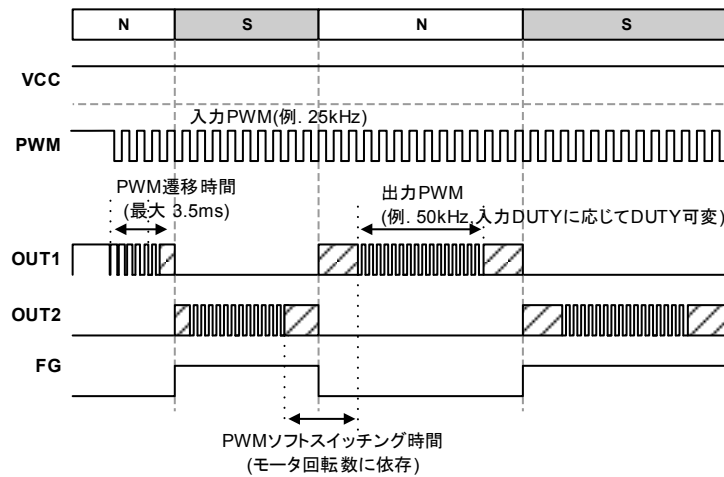 N S N S
VCC
入力PWM(例. 25kHz)
PWM
PWM遷移時間
(最大 3.5ms)
出力PWM
(例. 50kHz,入力DUTYに応じてDUTY可変)
OUT1
OUT2
FG
PWMソフトスイッチング時間
(モータ回転数に依存)